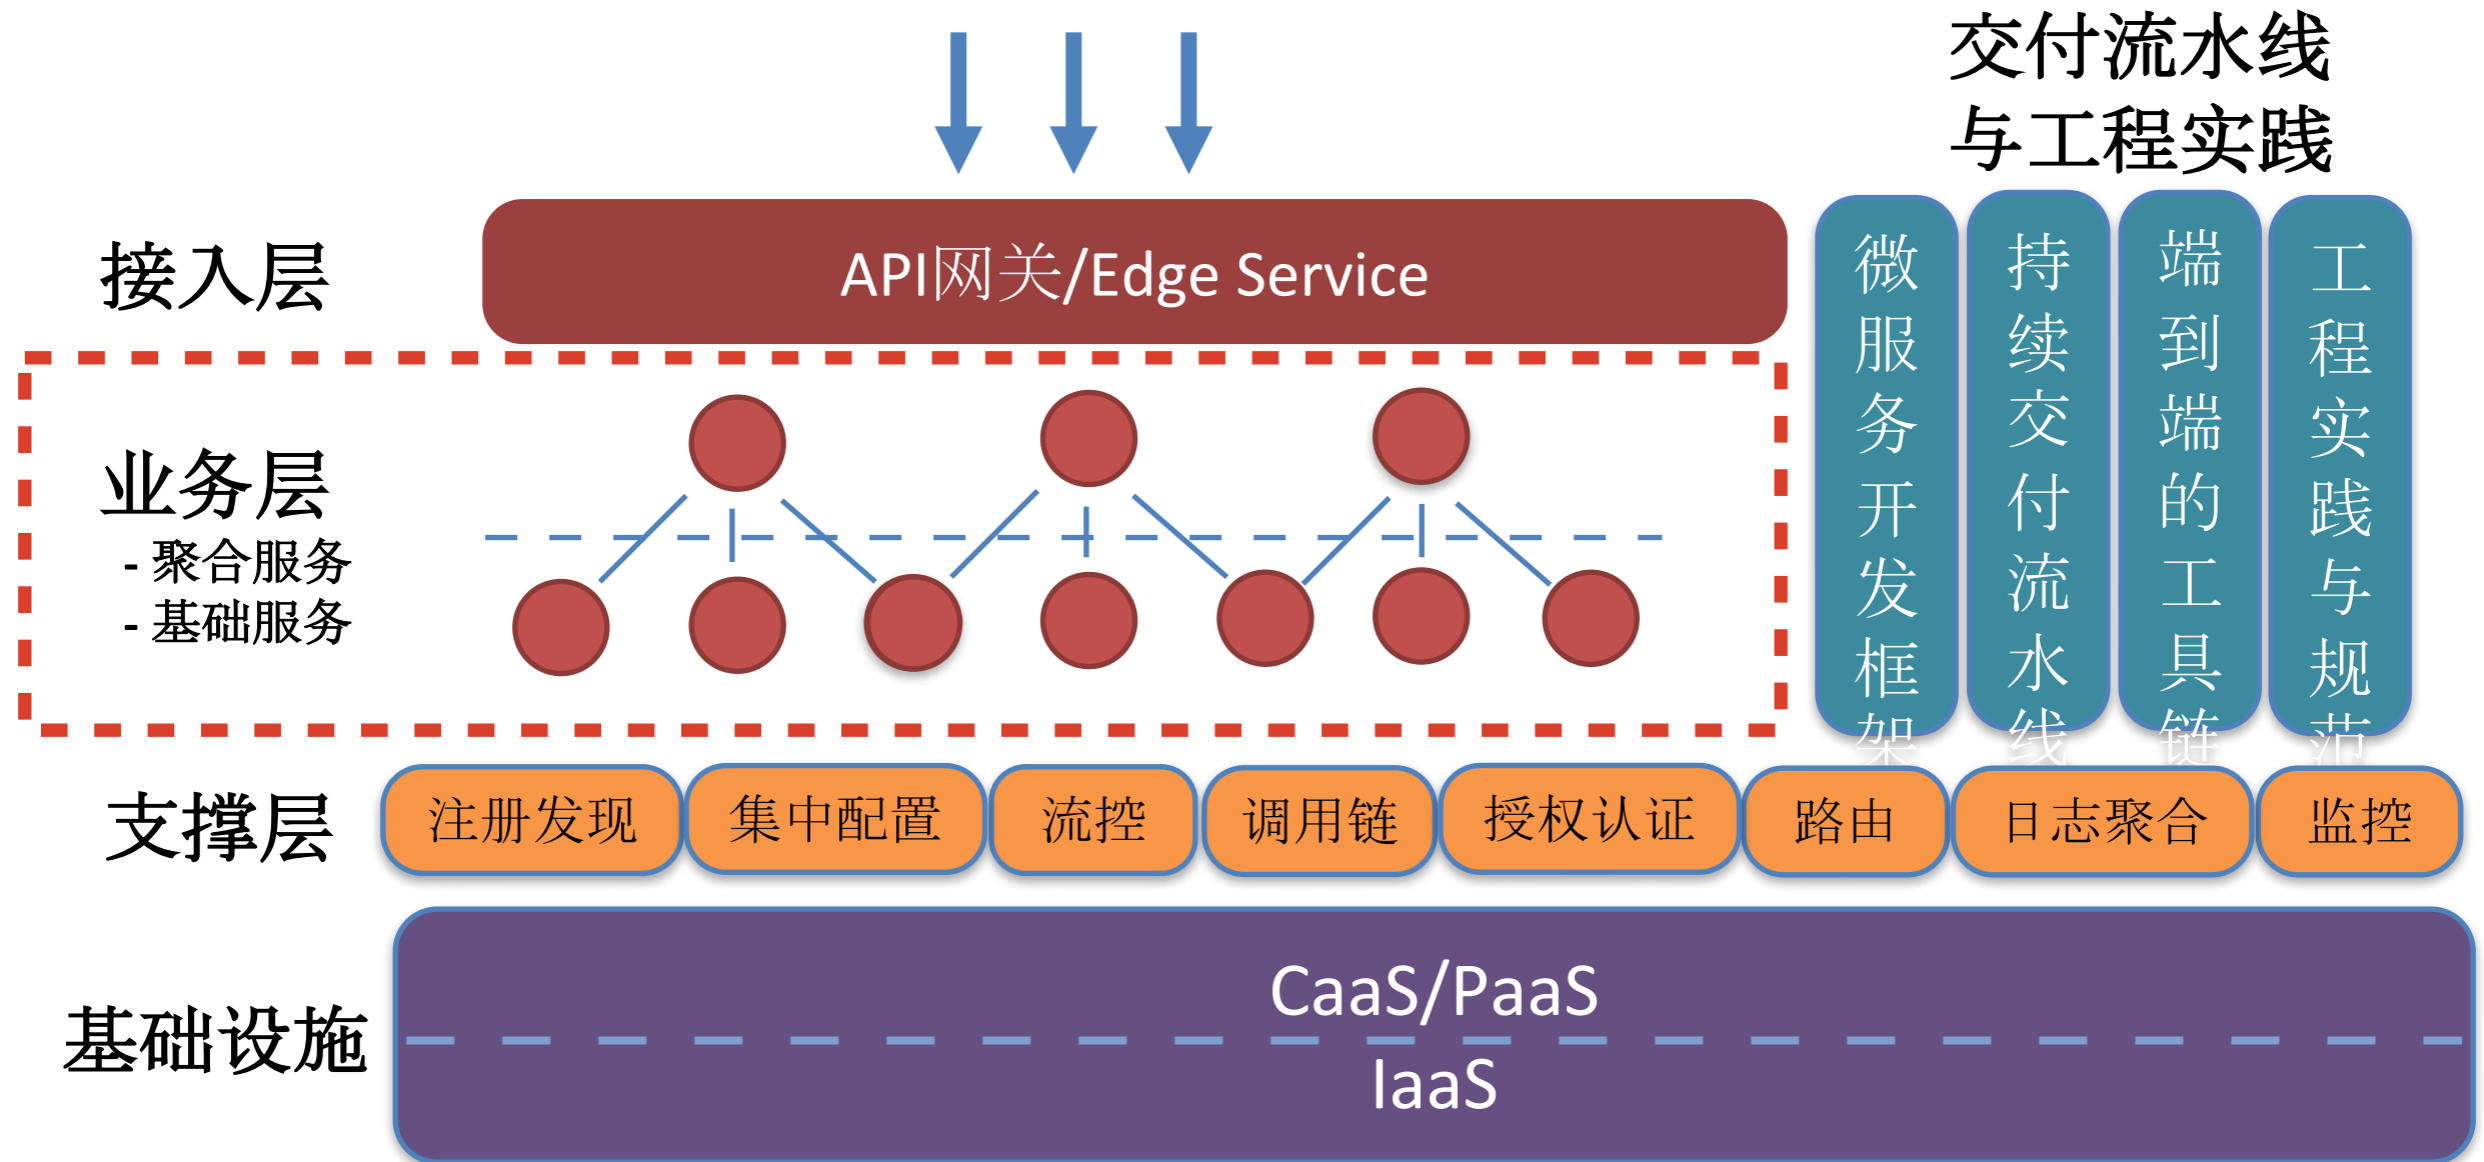 交付流水线
与工程实践
接入层
API网关/Edge Service
业务层
- 聚合服务
- 基础服务
微服务开发框架
持续交付流水线
端到端的工具链
工程实践与规范
支撑层
注册发现
集中配置
流控
调用链
授权认证
路由
日志聚合
监控
基础设施
CaaS/PaaS
IaaS